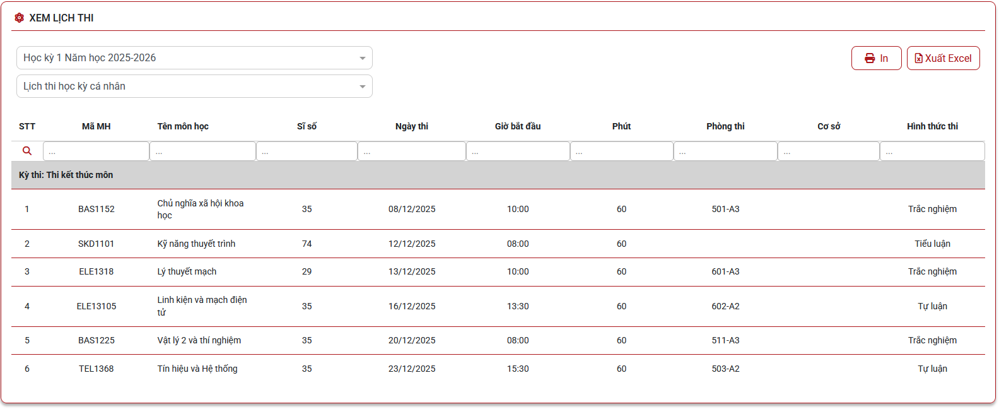 XEM LỊCH THI
Học kỳ 1 Năm học 2025-2026
In
Xuất Excel
Lịch thi học kỳ cá nhân
STT Mã MH Tên môn học Sĩ số Ngày thi Giờ bắt đầu Phút Phòng thi Cơ sở Hình thức thi
... ... ... ... ... ... ... ... ...
Kỳ thi: Thi kết thúc môn
1 BAS1152 Chủ nghĩa xã hội khoa 35 08/12/2025 10:00 60 501-A3 Trắc nghiệm
học
2 SKD1101 Kỹ năng thuyết trình 74 12/12/2025 08:00 60 Tiểu luận
3 ELE1318 Lý thuyết mạch 29 13/12/2025 10:00 60 601-A3 Trắc nghiệm
4 ELE13105 Linh kiện và mạch điện 35 16/12/2025 13:30 60 602-A2 Tự luận
tử
5 BAS1225 Vật lý 2 và thí nghiệm 35 20/12/2025 08:00 60 511-A3 Trắc nghiệm
6 TEL1368 Tín hiệu và Hệ thống 35 23/12/2025 15:30 60 503-A2 Tự luận